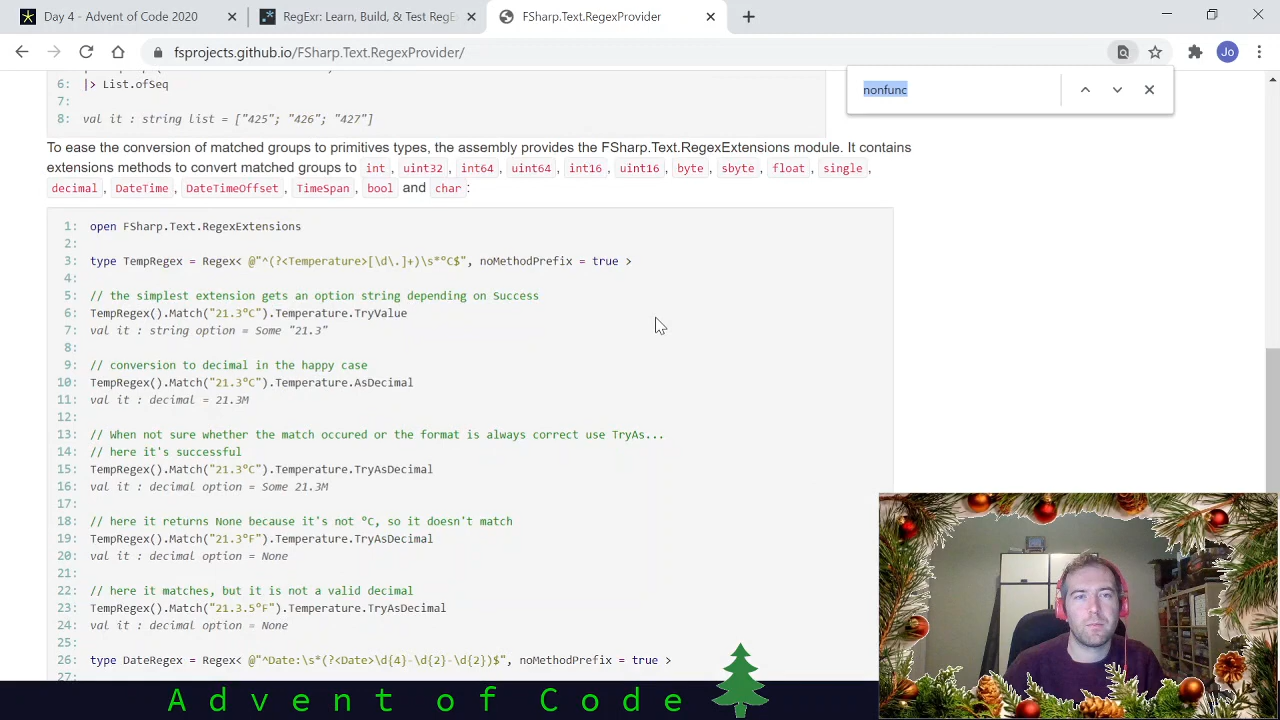 Day 4 - Advent of Code 2020
RegExr: Learn, Build, & Test RegE
FSharp.Text.RegexProvider
fsprojects.github.io/FSharp.Text.RegexProvider/
Jo
nonfunc
6: |> List.ofSeq
7:
8: val it : string list = ["425"; "426"; "427"]
To ease the conversion of matched groups to primitives types, the assembly provides the FSharp.Text.RegexExtensions module. It contains
extensions methods to convert matched groups to int, uint32, int64, uint64, int16, uint16, byte, sbyte, float, single,
decimal, DateTime, DateTimeOffset, TimeSpan, bool and char:
1: open FSharp.Text.RegexExtensions
2:
3: type TempRegex = Regex< @"^(?<Temperature>[\d\.]+)\s*°C$", noMethodPrefix = true >
4:
5: // the simplest extension gets an option string depending on Success
6: TempRegex().Match("21.3°C").Temperature.TryValue
7: val it : string option = Some "21.3"
8:
9: // conversion to decimal in the happy case
10: TempRegex().Match("21.3°C").Temperature.AsDecimal
11: val it : decimal = 21.3M
12:
13: // When not sure whether the match occured or the format is always correct use TryAs...
14: // here it's successful
15: TempRegex().Match("21.3°C").Temperature.TryAsDecimal
16: val it : decimal option = Some 21.3M
17:
18: // here it returns None because it's not °C, so it doesn't match
19: TempRegex().Match("21.3°F").Temperature.TryAsDecimal
20: val it : decimal option = None
21:
22: // here it matches, but it is not a valid decimal
23: TempRegex().Match("21.3.5°F").Temperature.TryAsDecimal
24: val it : decimal option = None
25:
26: type DateRegex = Regex< @"^Date:\s*(?<Date>\d{4}-\d{2}-\d{2})$", noMethodPrefix = true >
27:
Advent of Code